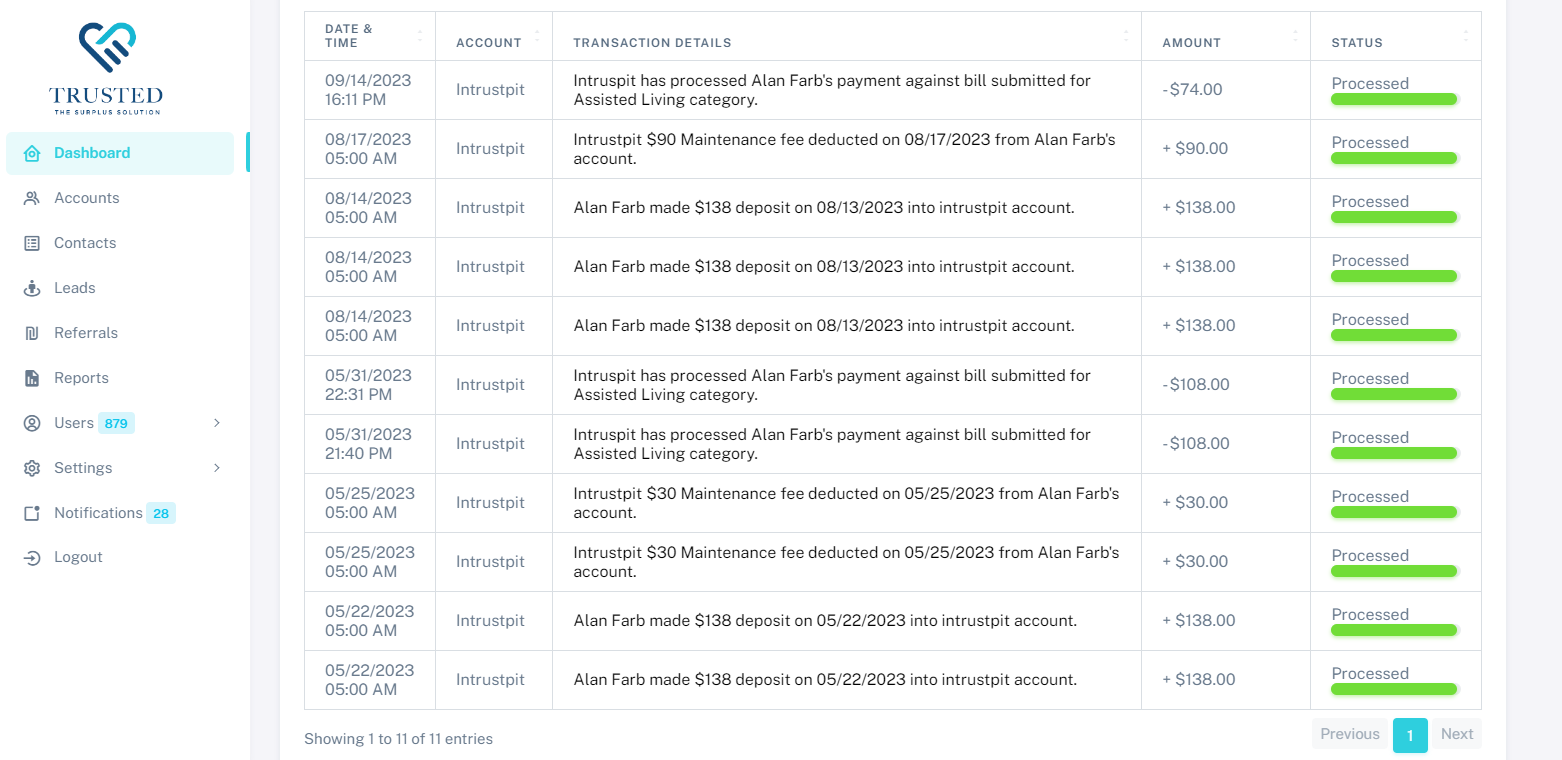 TRUSTED
THE SURPLUS SOLUTION
Dashboard
Accounts
Contacts
Leads
Referrals
Reports
Users 879
Settings
Notifications 28
Logout
DATE &
TIME
ACCOUNT
TRANSACTION DETAILS
AMOUNT
STATUS
09/14/2023
16:11 PM
Intrustpit
Intruspit has processed Alan Farb's payment against bill submitted for
Assisted Living category.
-$74.00
Processed
08/17/2023
05:00 AM
Intrustpit
Intrustpit $90 Maintenance fee deducted on 08/17/2023 from Alan Farb's
account.
+ $90.00
Processed
08/14/2023
05:00 AM
Intrustpit
Alan Farb made $138 deposit on 08/13/2023 into intrustpit account.
+ $138.00
Processed
08/14/2023
05:00 AM
Intrustpit
Alan Farb made $138 deposit on 08/13/2023 into intrustpit account.
+ $138.00
Processed
08/14/2023
05:00 AM
Intrustpit
Alan Farb made $138 deposit on 08/13/2023 into intrustpit account.
+ $138.00
Processed
05/31/2023
22:31 PM
Intrustpit
Intruspit has processed Alan Farb's payment against bill submitted for
Assisted Living category.
-$108.00
Processed
05/31/2023
21:40 PM
Intrustpit
Intruspit has processed Alan Farb's payment against bill submitted for
Assisted Living category.
-$108.00
Processed
05/25/2023
05:00 AM
Intrustpit
Intrustpit $30 Maintenance fee deducted on 05/25/2023 from Alan Farb's
account.
+ $30.00
Processed
05/25/2023
05:00 AM
Intrustpit
Intrustpit $30 Maintenance fee deducted on 05/25/2023 from Alan Farb's
account.
+ $30.00
Processed
05/22/2023
05:00 AM
Intrustpit
Alan Farb made $138 deposit on 05/22/2023 into intrustpit account.
+ $138.00
Processed
05/22/2023
05:00 AM
Intrustpit
Alan Farb made $138 deposit on 05/22/2023 into intrustpit account.
+ $138.00
Processed
Showing 1 to 11 of 11 entries
Previous 1 Next